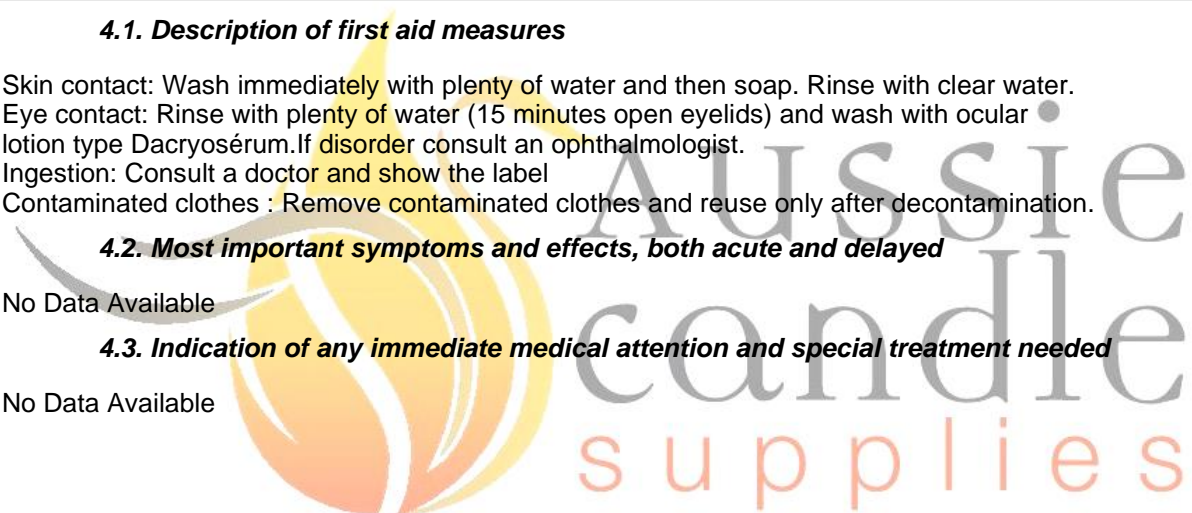 4.1. Description of first aid measures
Skin contact: Wash immediately with plenty of water and then soap. Rinse with clear water.
Eye contact: Rinse with plenty of water (15 minutes open eyelids) and wash with ocular
lotion type Dacryosérum.If disorder consult an ophthalmologist.
Ingestion: Consult a doctor and show the label
Contaminated clothes : Remove contaminated clothes and reuse only after decontamination.
4.2. Most important symptoms and effects, both acute and delayed
No Data Available
4.3. Indication of any immediate medical attention and special treatment needed
No Data Available
Aussie
candle
supplies